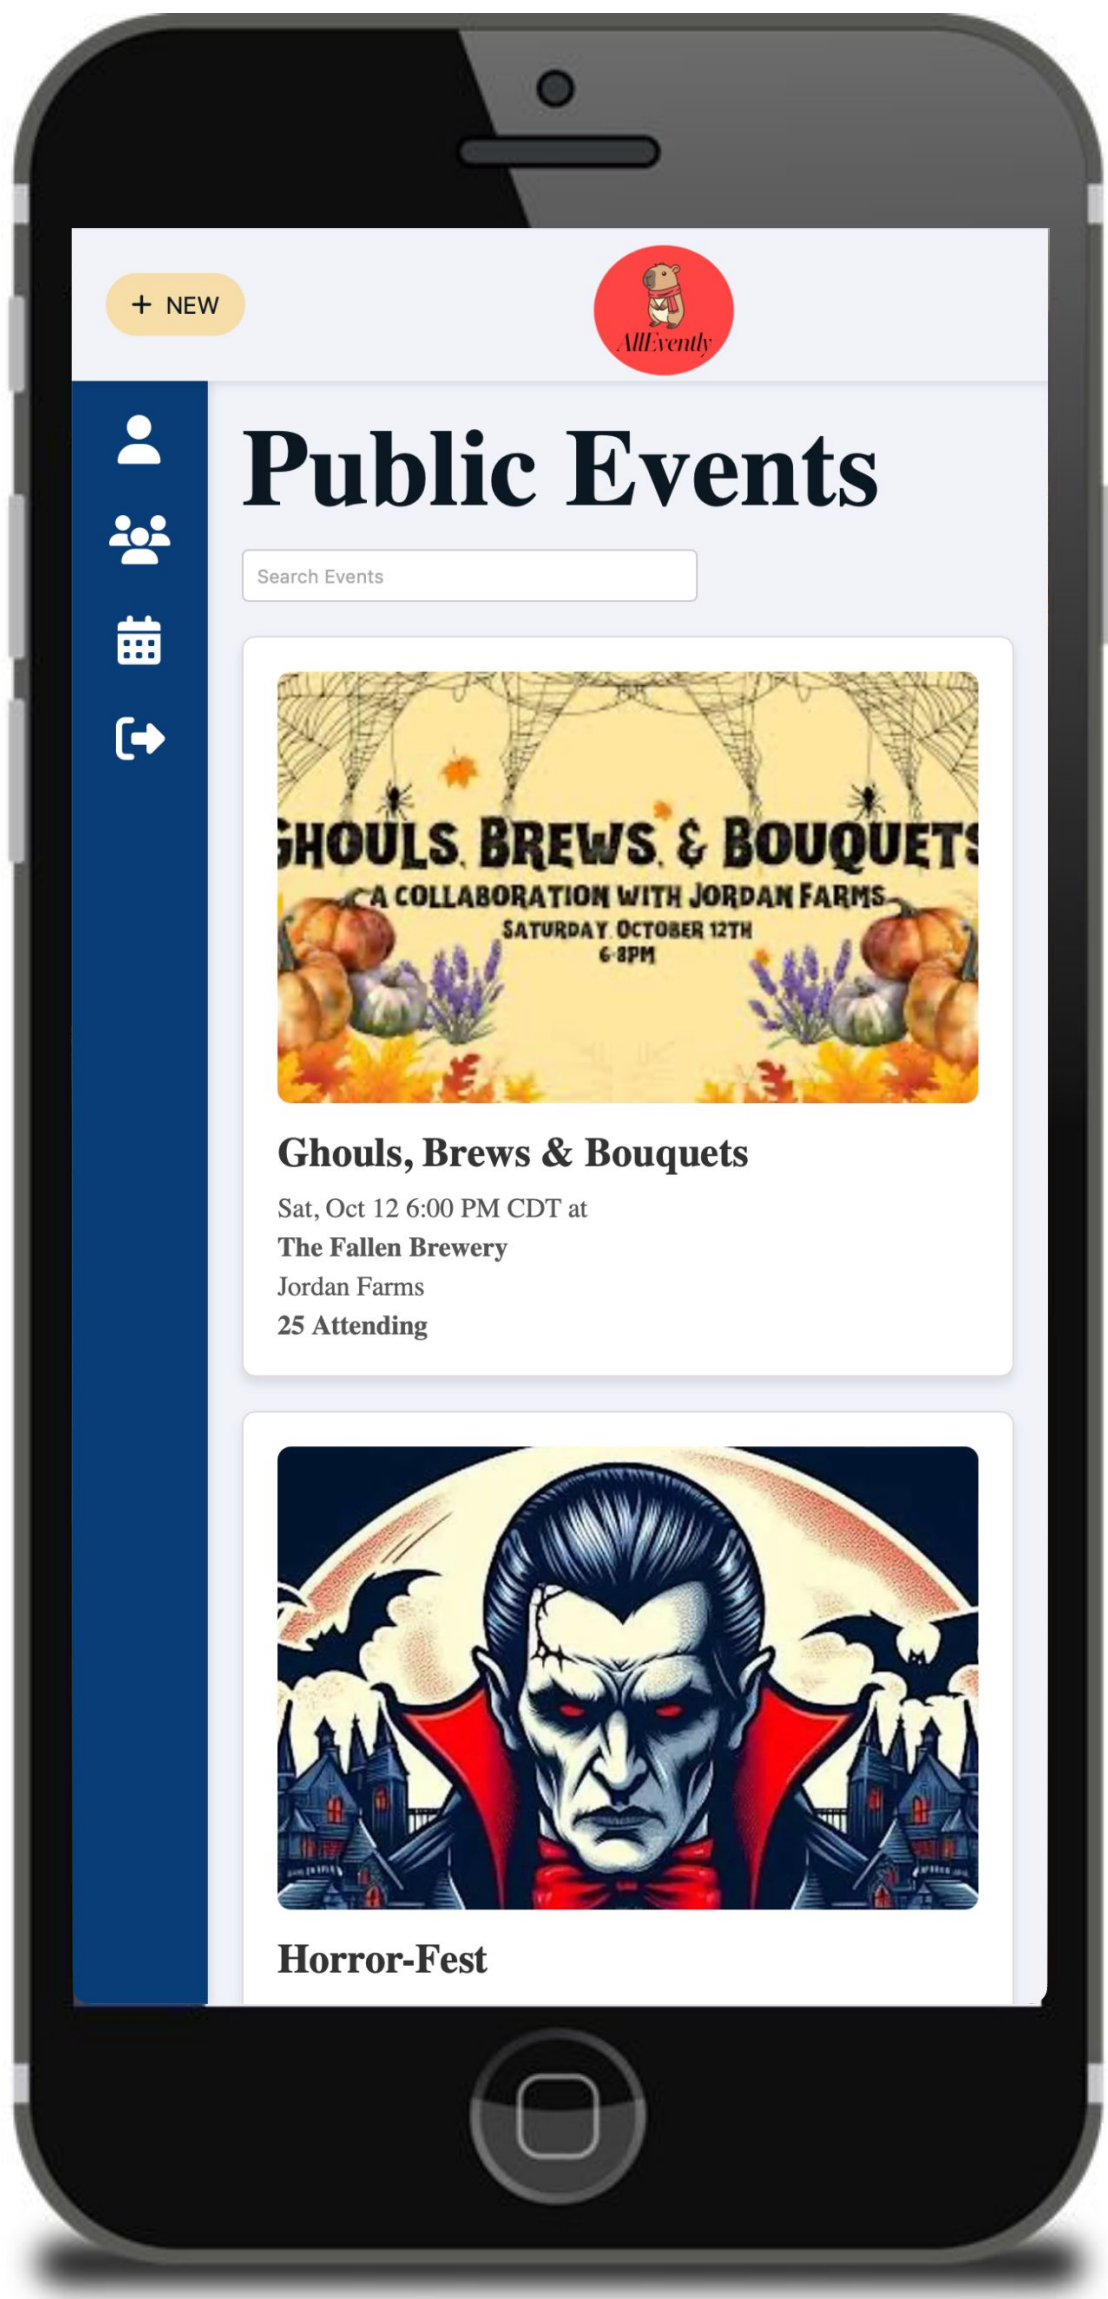 + NEW
AllEvently
Public Events
Search Events
GHOULS, BREWS, & BOUQUETS
A COLLABORATION WITH JORDAN FARMS
SATURDAY, OCTOBER 12TH
6-8PM
Ghouls, Brews & Bouquets
Sat, Oct 12 6:00 PM CDT at
The Fallen Brewery
Jordan Farms
25 Attending
Horror-Fest